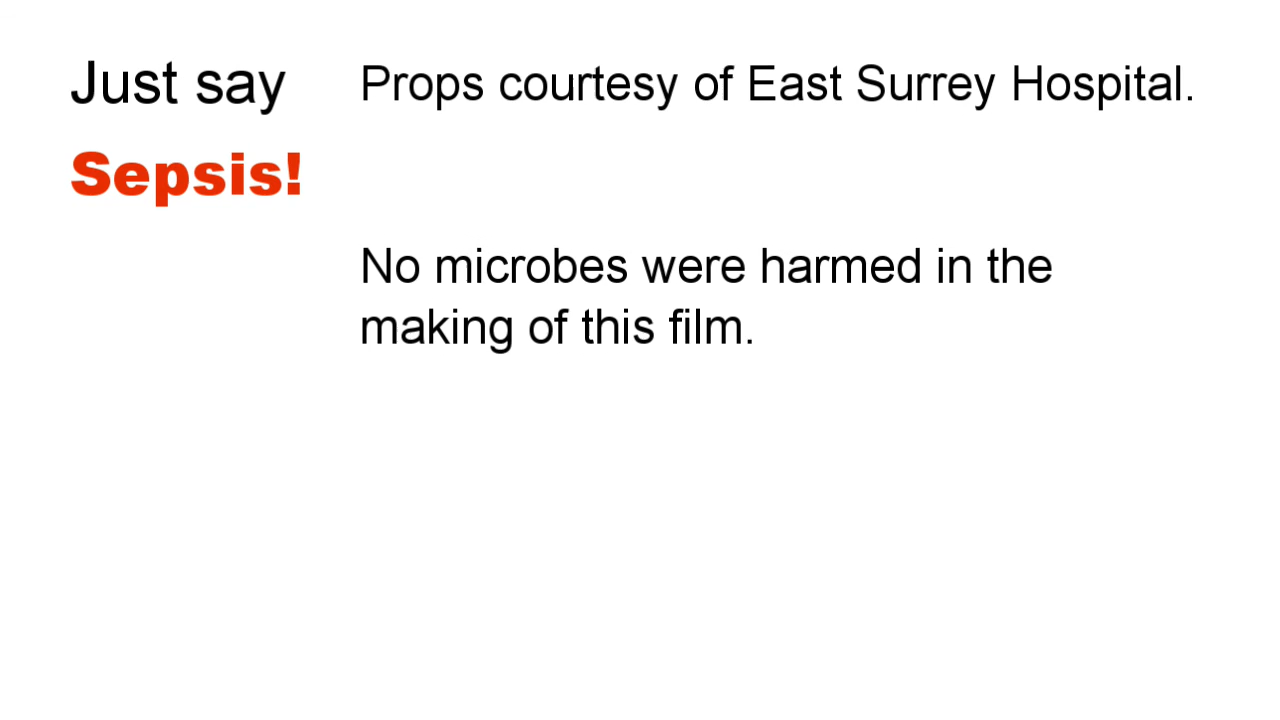 Just say
Sepsis!
Props courtesy of East Surrey Hospital.
No microbes were harmed in the
making of this film.